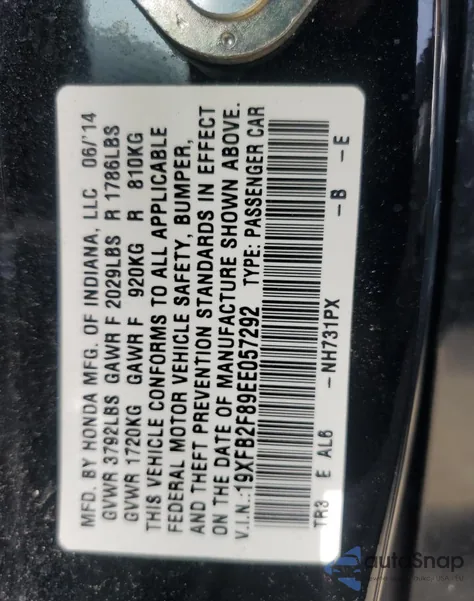 MFD. BY HONDA MFG. OF INDIANA, LLC 06/14
GVWR 3792LBS GAWR F 2029LBS R 1786LBS
GVWR 1720KG GAWR F 920KG R 810KG
THIS VEHICLE CONFORMS TO ALL APPLICABLE
FEDERAL MOTOR VEHICLE SAFETY, BUMPER,
AND THEFT PREVENTION STANDARDS IN EFFECT
ON THE DATE OF MANUFACTURE SHOWN ABOVE.
V.I.N.:19XFB2F89EE057292 TYPE: PASSENGER CAR
TR3 E AL6 -NH731PX -B -E
autoSnap